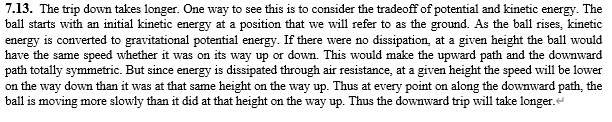 7.13. The trip down takes longer. One way to see this is to consider the tradeoff of potential and kinetic energy. The
ball starts with an initial kinetic energy at a position that we will refer to as the ground. As the ball rises, kinetic
energy is converted to gravitational potential energy. If there were no dissipation, at a given height the ball would
have the same speed whether it was on its way up or down. This would make the upward path and the downward
path totally symmetric. But since energy is dissipated through air resistance, at a given height the speed will be lower
on the way down than it was at that same height on the way up. Thus at every point on along the downward path, the
ball is moving more slowly than it did at that height on the way up. Thus the downward trip will take longer.↵